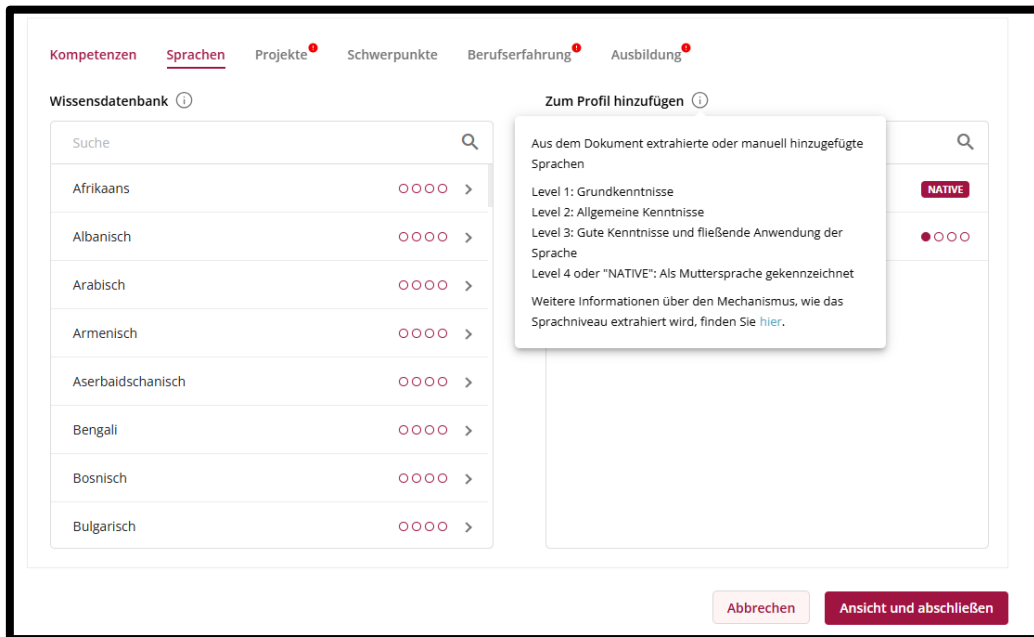 Kompetenzen Sprachen Projekte Schwerpunkte Berufserfahrung Ausbildung
Wissensdatenbank
Suche
Afrikaans
Albanisch
Arabisch
Armenisch
Aserbaidschanisch
Bengali
Bosnisch
Bulgarisch
Zum Profil hinzufügen
Aus dem Dokument extrahierte oder manuell hinzugefügte
Sprachen
Level 1: Grundkenntnisse
Level 2: Allgemeine Kenntnisse
Level 3: Gute Kenntnisse und fließende Anwendung der
Sprache
Level 4 oder "NATIVE": Als Muttersprache gekennzeichnet
Weitere Informationen über den Mechanismus, wie das
Sprachniveau extrahiert wird, finden Sie hier.
NATIVE
Abbrechen Ansicht und abschließen